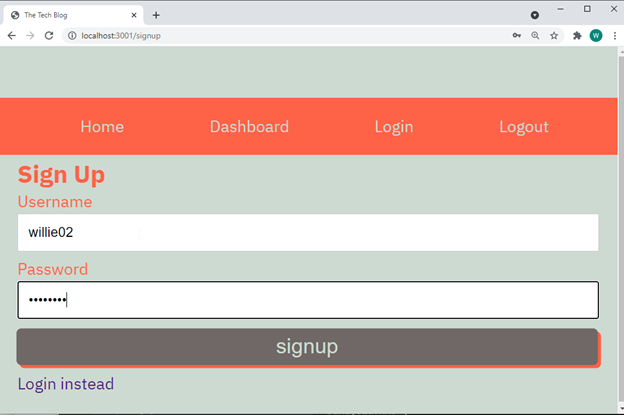 The Tech Blog
localhost:3001/signup
W
Home Dashboard Login Logout
Sign Up
Username
willie02
Password
••••••••
signup
Login instead